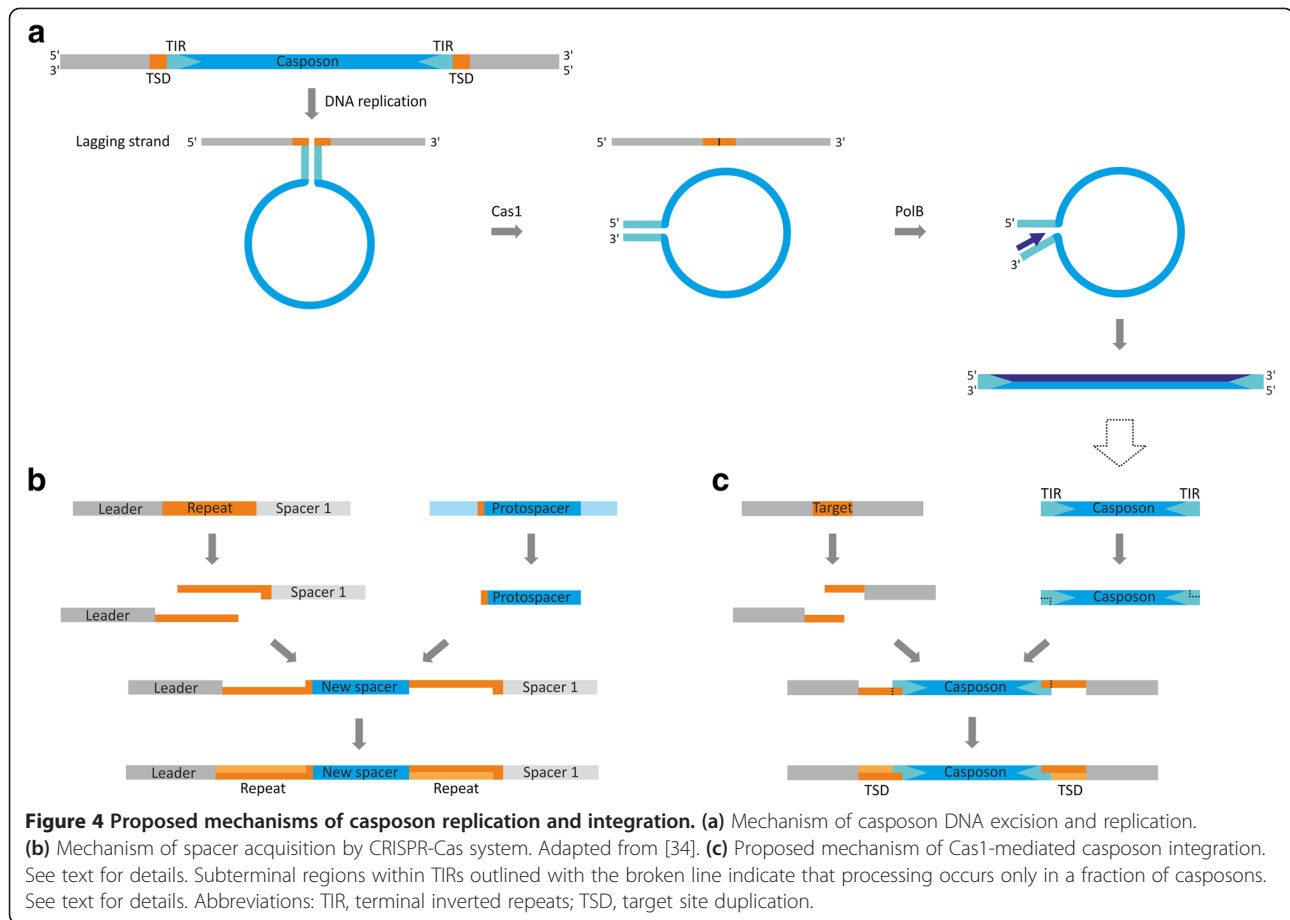 a
TIR TIR
5' Casposon 3'
3' 5'
TSD TSD
DNA replication
Lagging strand 5' 3' 5' 3'
Cas1 PolB
5' 5'
3' 3'
5' 3'
3' 5'
b
Leader Repeat Spacer 1 Protospacer
Spacer 1 Protospacer
Leader
Leader New spacer Spacer 1
Leader New spacer Spacer 1
Repeat Repeat
c
TIR TIR
Target Casposon
Casposon
Casposon
Casposon
TSD TSD
Figure 4 Proposed mechanisms of casposon replication and integration. (a) Mechanism of casposon DNA excision and replication.
(b) Mechanism of spacer acquisition by CRISPR-Cas system. Adapted from [34]. (c) Proposed mechanism of Cas1-mediated casposon integration.
See text for details. Subterminal regions within TIRs outlined with the broken line indicate that processing occurs only in a fraction of casposons.
See text for details. Abbreviations: TIR, terminal inverted repeats; TSD, target site duplication.